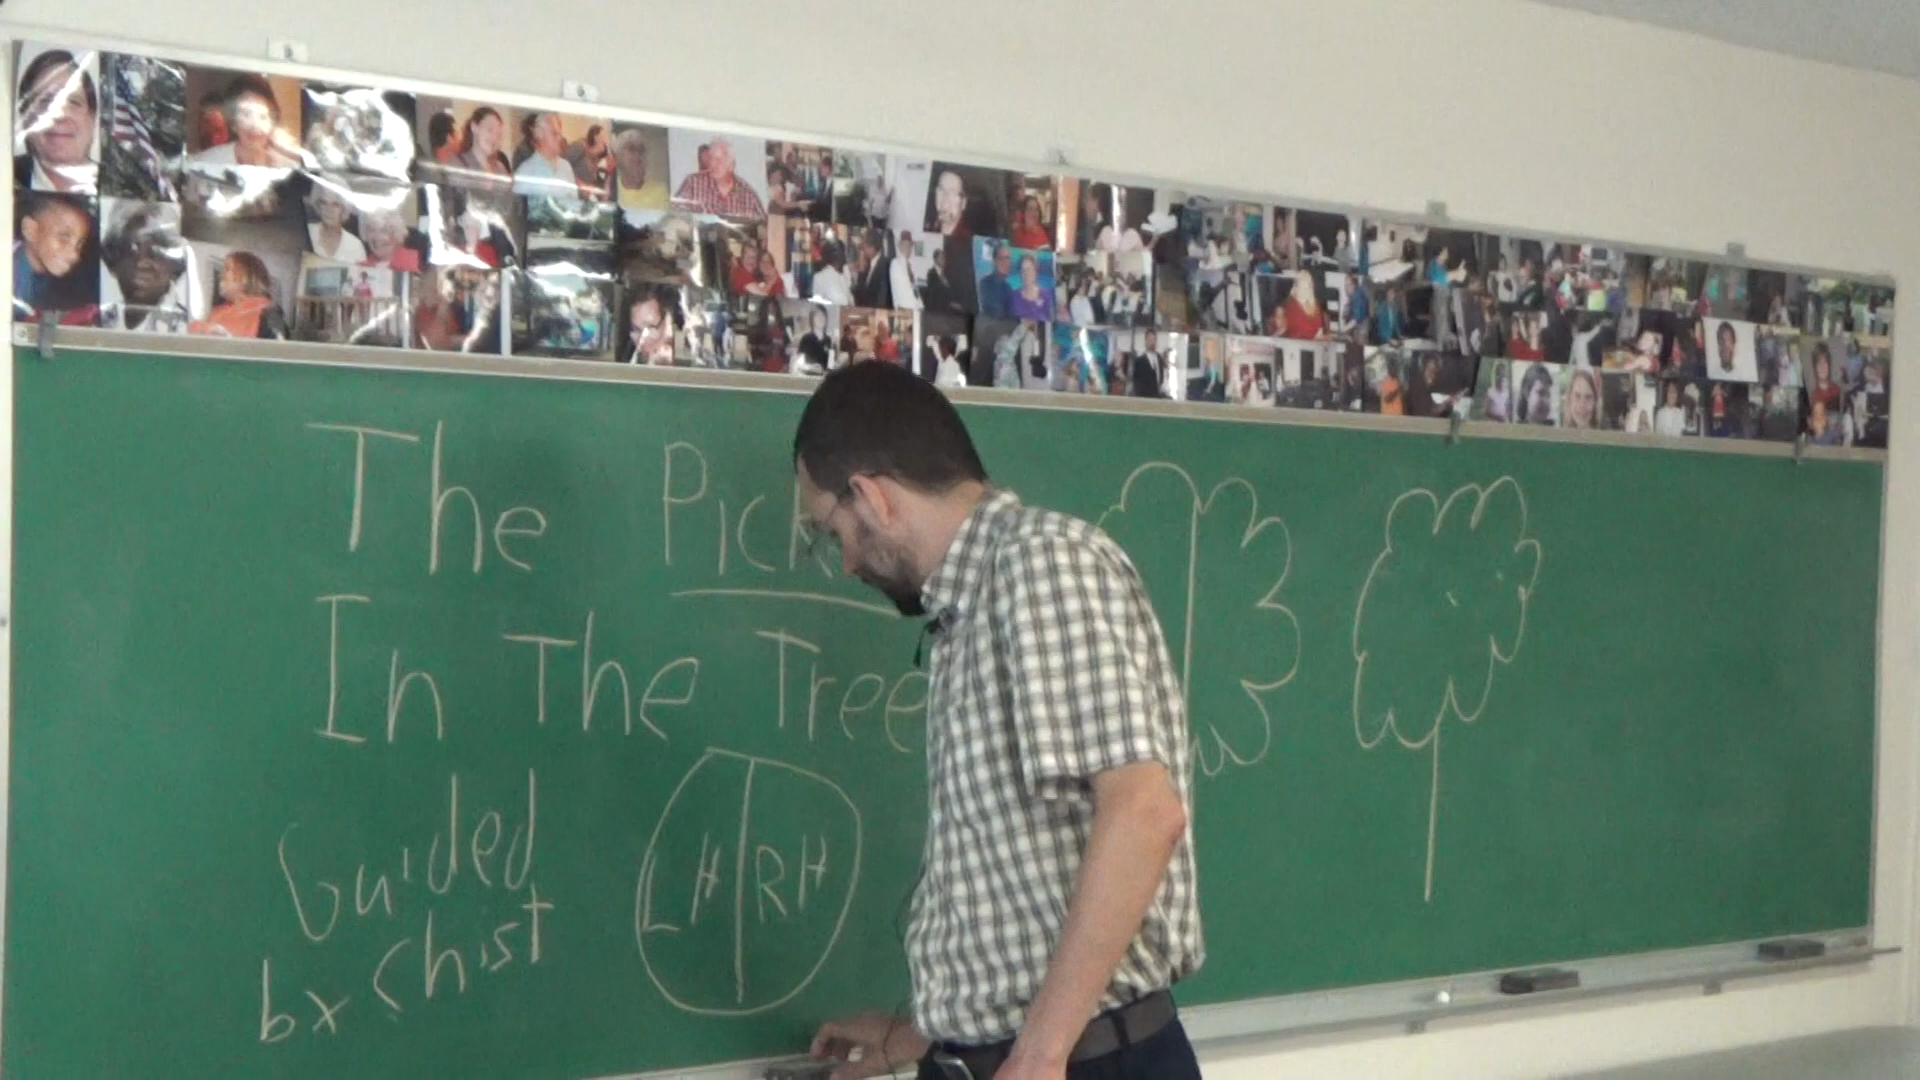 The Pick
In The Tree
Guided
by Chist
LH RH